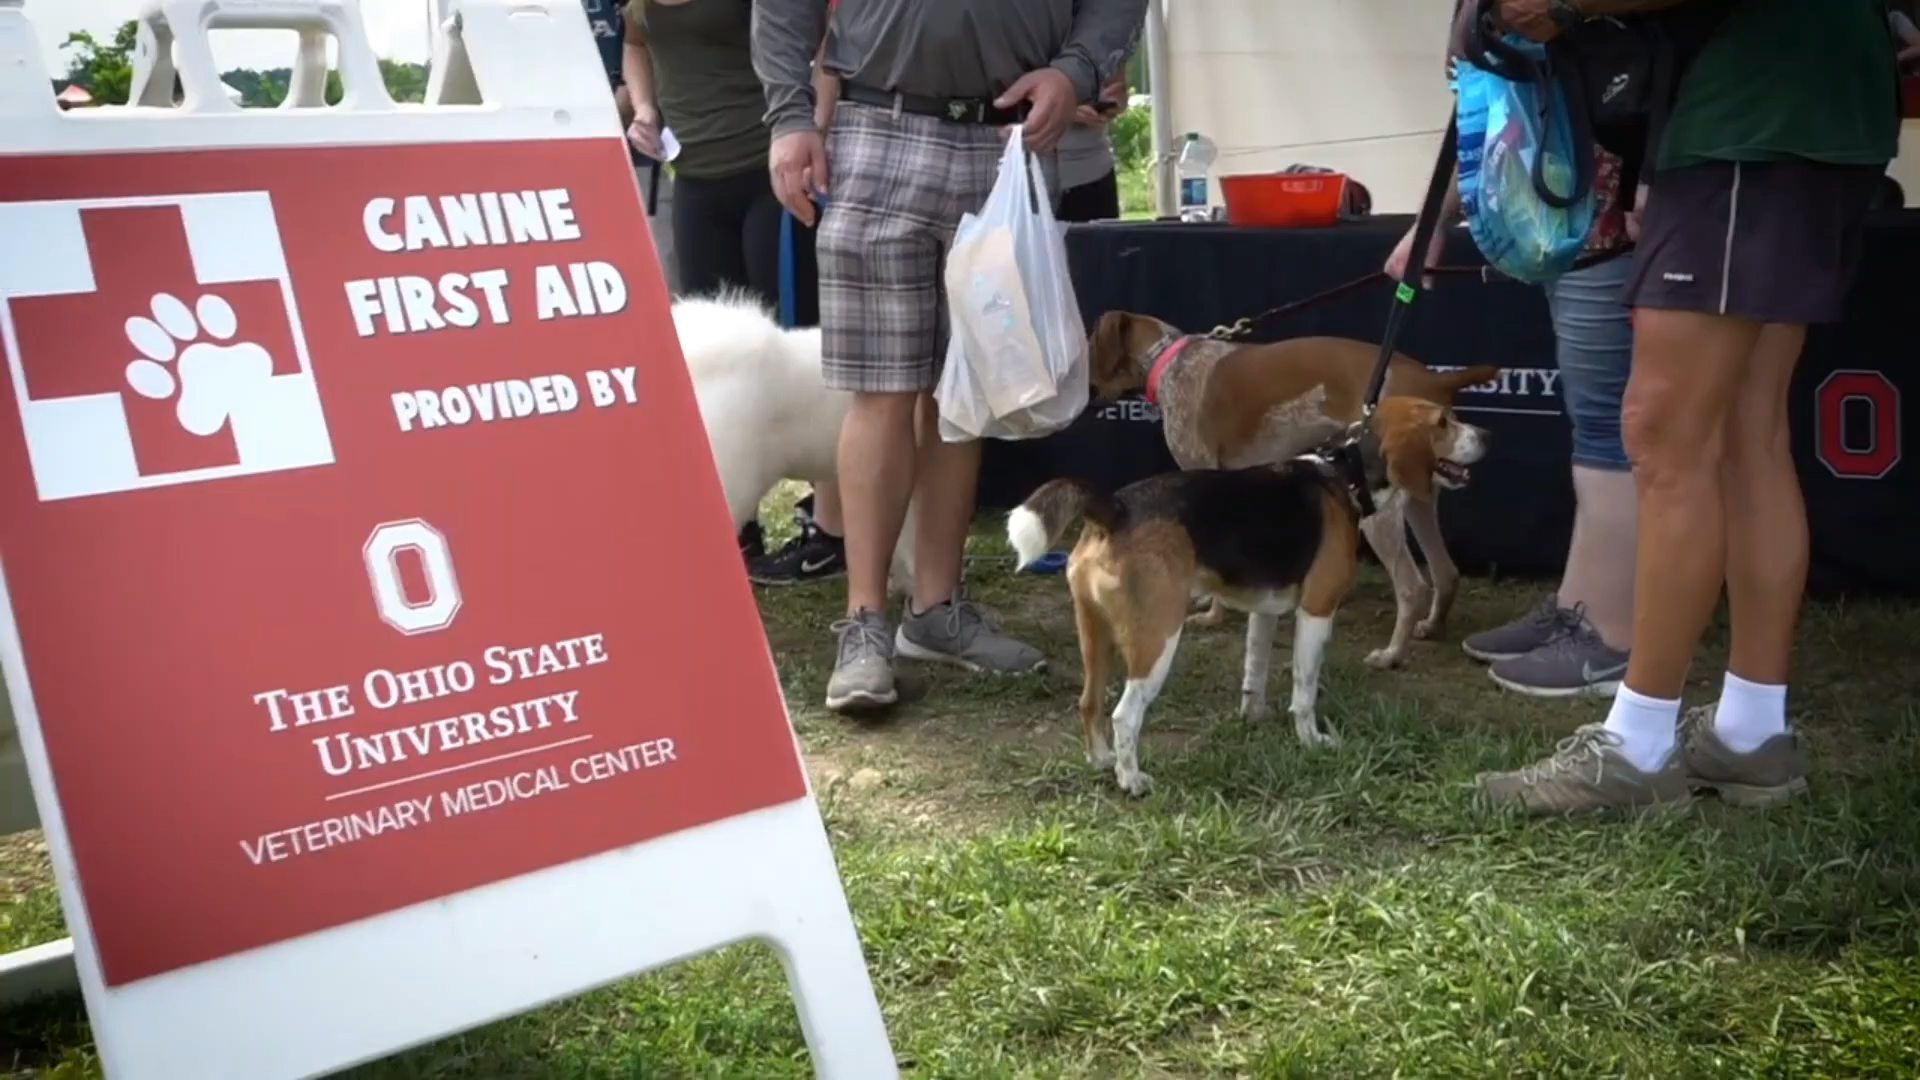 CANINE
FIRST AID
PROVIDED BY
O
THE OHIO STATE
UNIVERSITY
VETERINARY MEDICAL CENTER
O